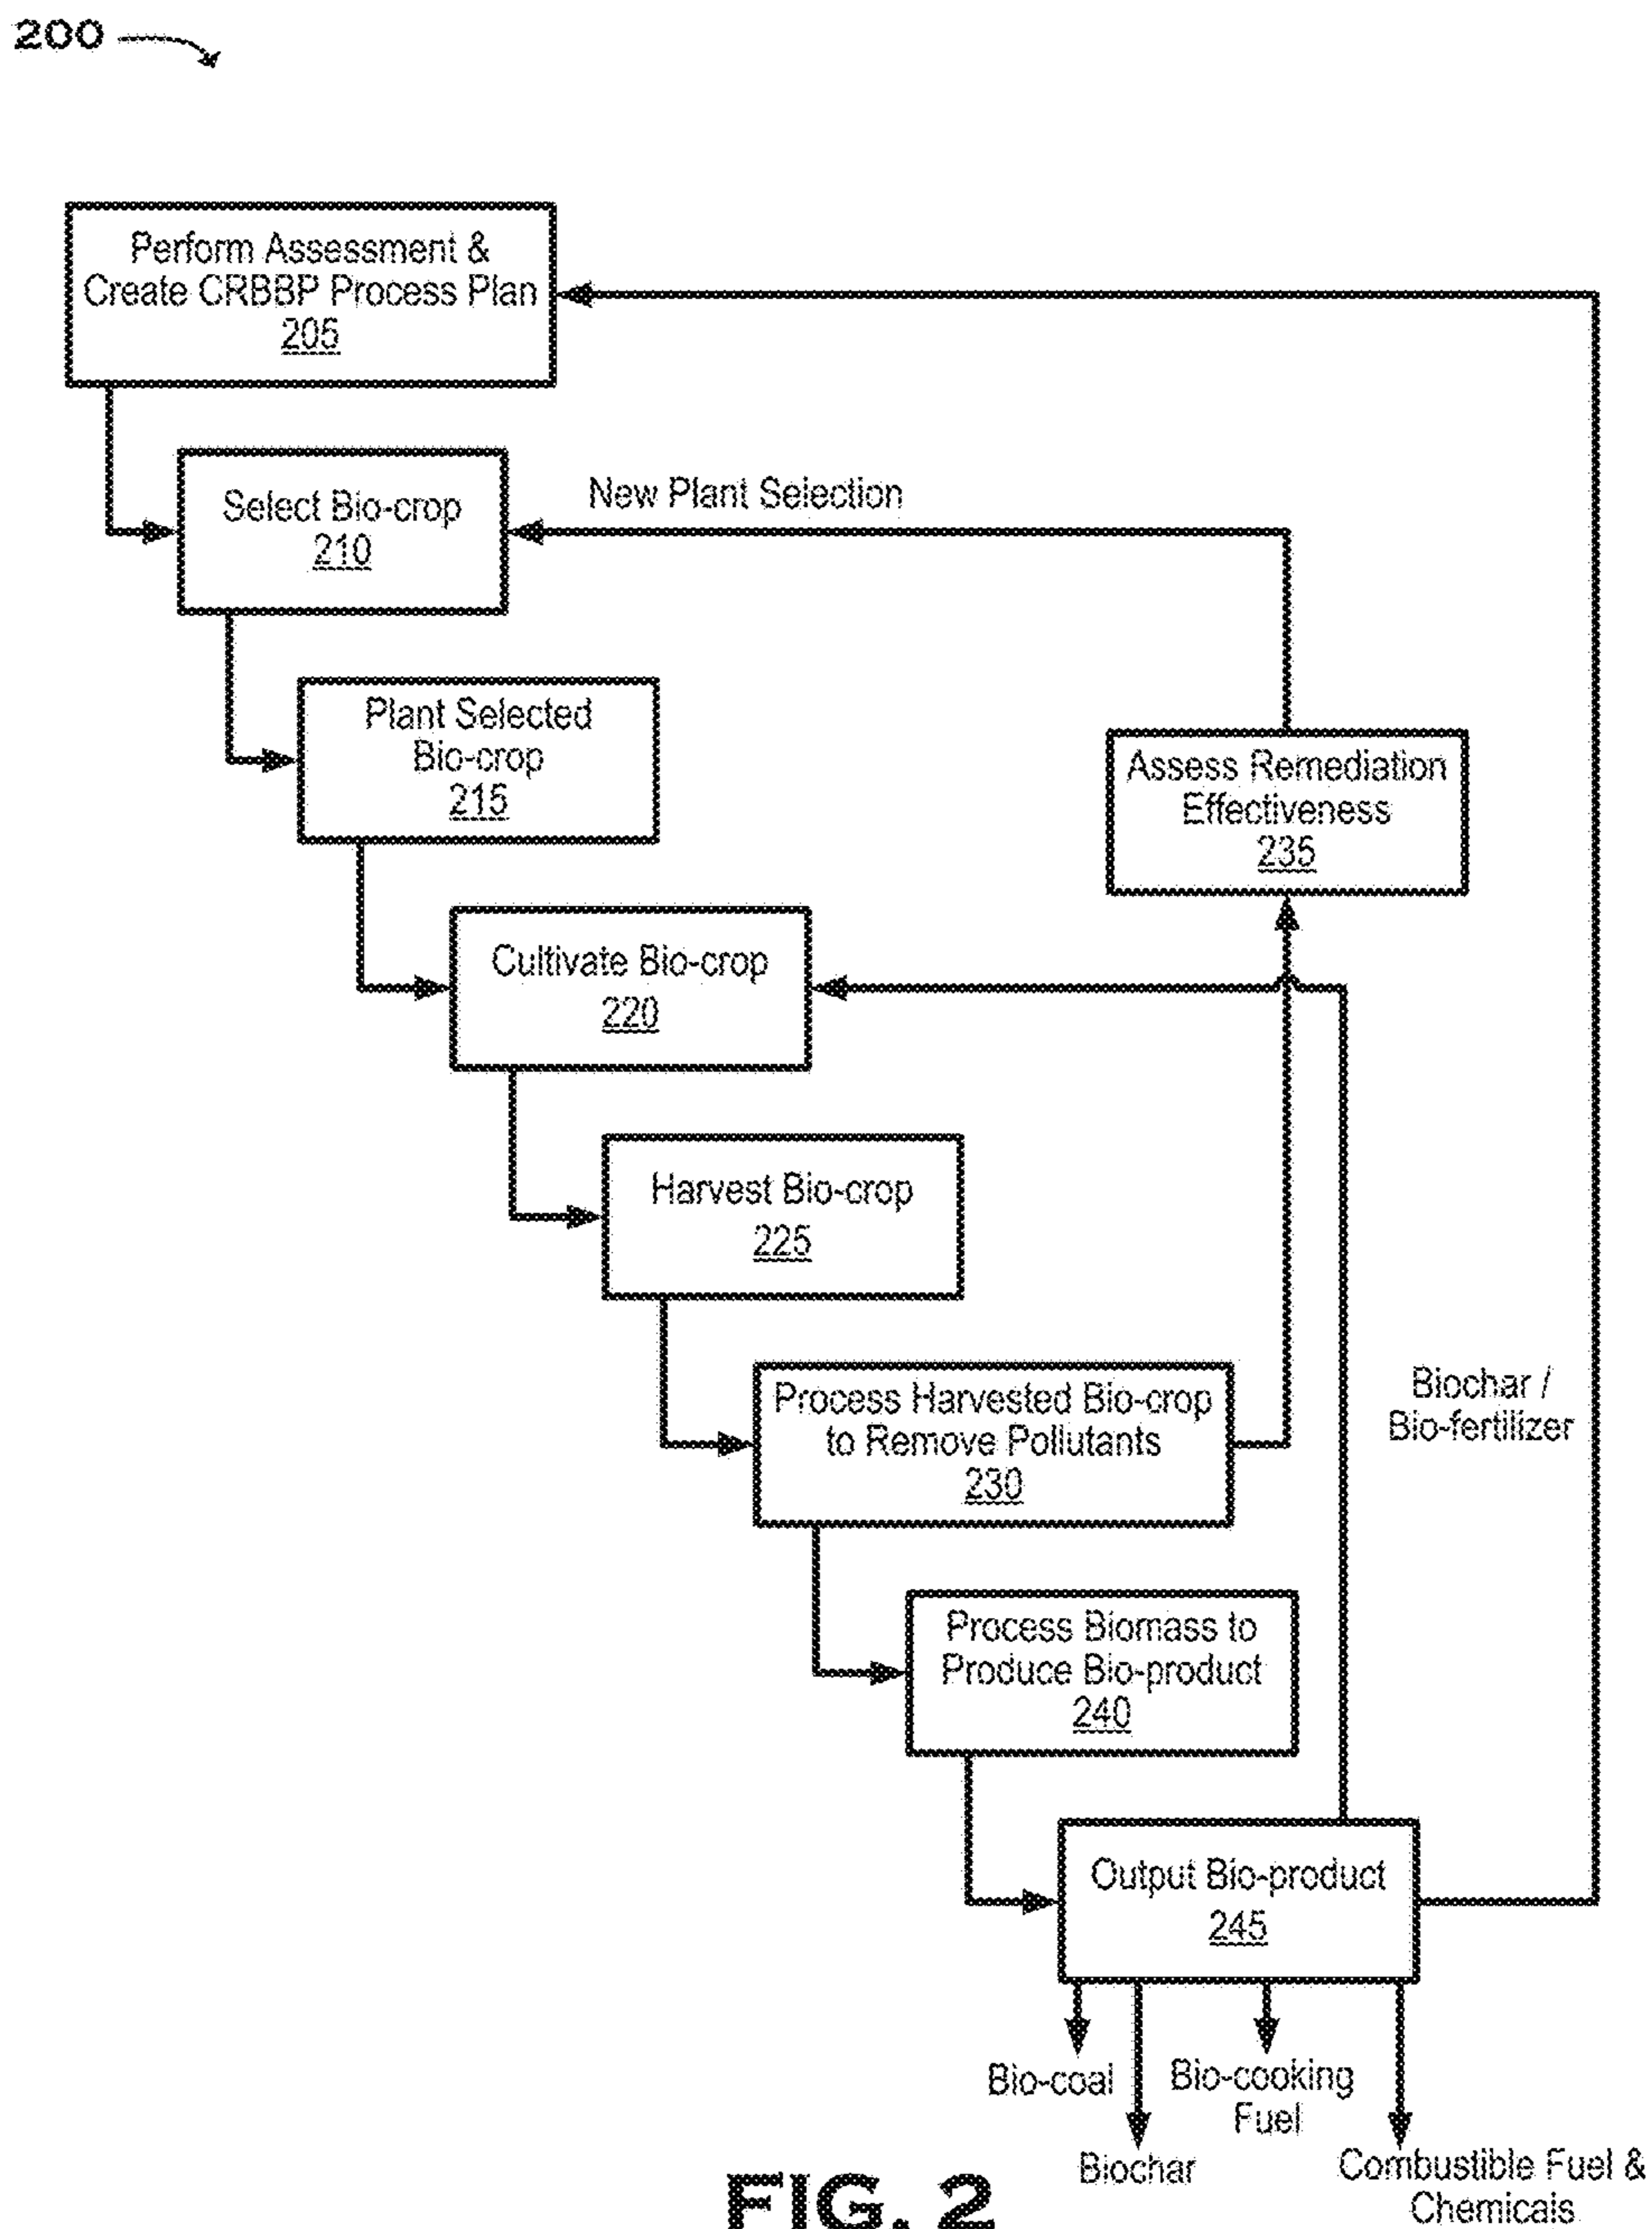 200
Perform Assessment &
Create CRBBP Process Plan
205
Select Bio-crop
210
New Plant Selection
Plant Selected
Bio-crop
215
Assess Remediation
Effectiveness
235
Cultivate Bio-crop
220
Harvest Bio-crop
225
Process Harvested Bio-crop
to Remove Pollutants
230
Biochar /
Bio-fertilizer
Process Biomass to
Produce Bio-product
240
Output Bio-product
245
Bio-coal
Bio-cooking
Fuel
Biochar
Combustible Fuel &
Chemicals
FIG. 2